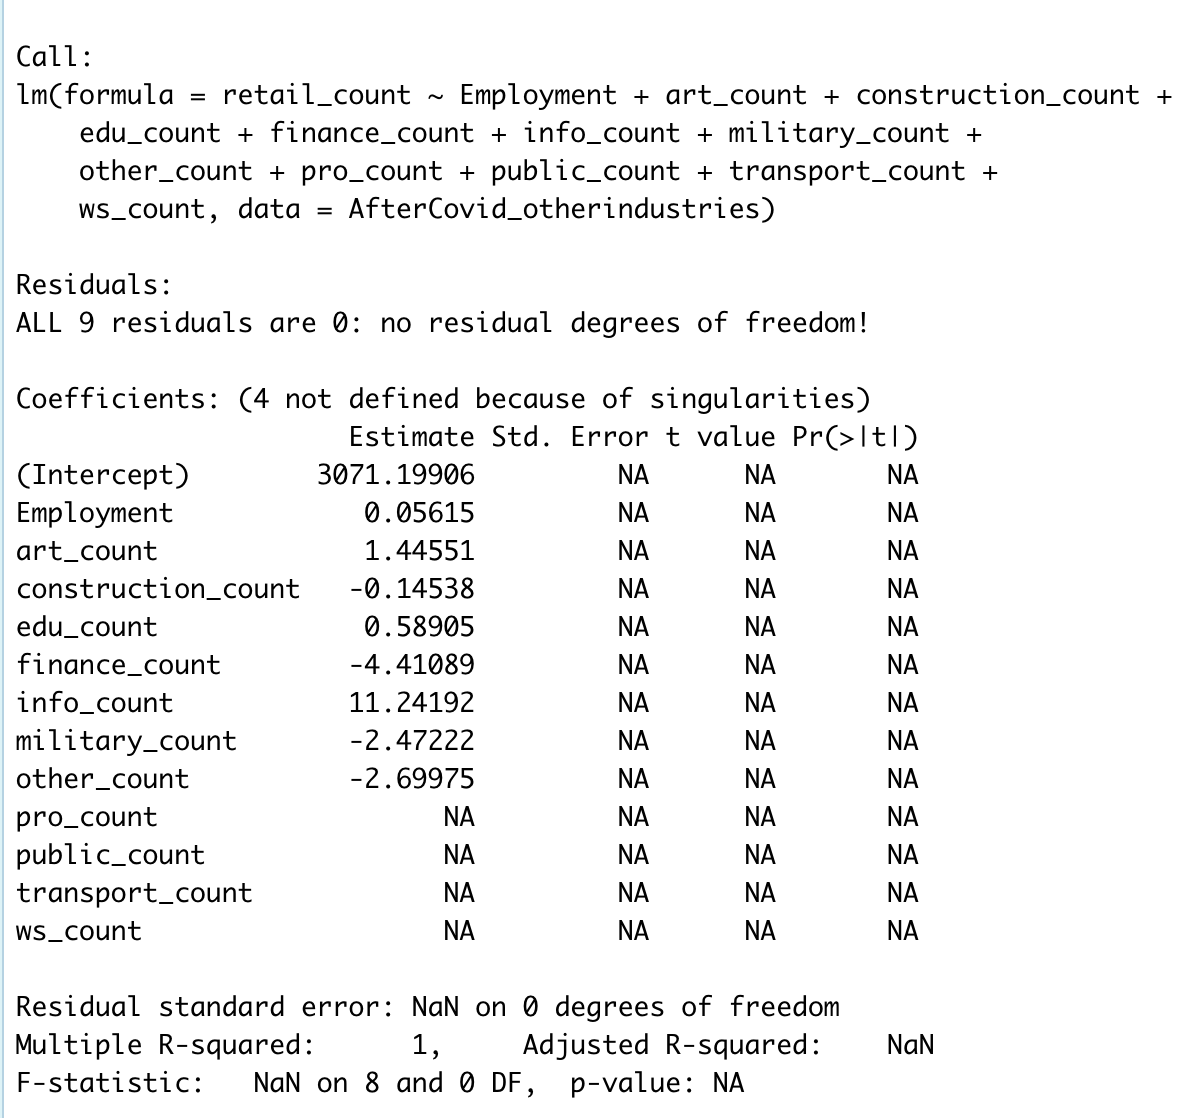 Call:
lm(formula = retail_count ~ Employment + art_count + construction_count +
    edu_count + finance_count + info_count + military_count +
    other_count + pro_count + public_count + transport_count +
    ws_count, data = AfterCovid_otherindustries)

Residuals:
ALL 9 residuals are 0: no residual degrees of freedom!

Coefficients: (4 not defined because of singularities)
                     Estimate Std. Error t value Pr(>|t|)
(Intercept)        3071.19906         NA      NA       NA
Employment            0.05615         NA      NA       NA
art_count             1.44551         NA      NA       NA
construction_count   -0.14538         NA      NA       NA
edu_count             0.58905         NA      NA       NA
finance_count        -4.41089         NA      NA       NA
info_count           11.24192         NA      NA       NA
military_count       -2.47222         NA      NA       NA
other_count          -2.69975         NA      NA       NA
pro_count                  NA         NA      NA       NA
public_count               NA         NA      NA       NA
transport_count            NA         NA      NA       NA
ws_count                   NA         NA      NA       NA

Residual standard error: NaN on 0 degrees of freedom
Multiple R-squared:      1,	Adjusted R-squared:    NaN
F-statistic:   NaN on 8 and 0 DF,  p-value: NA